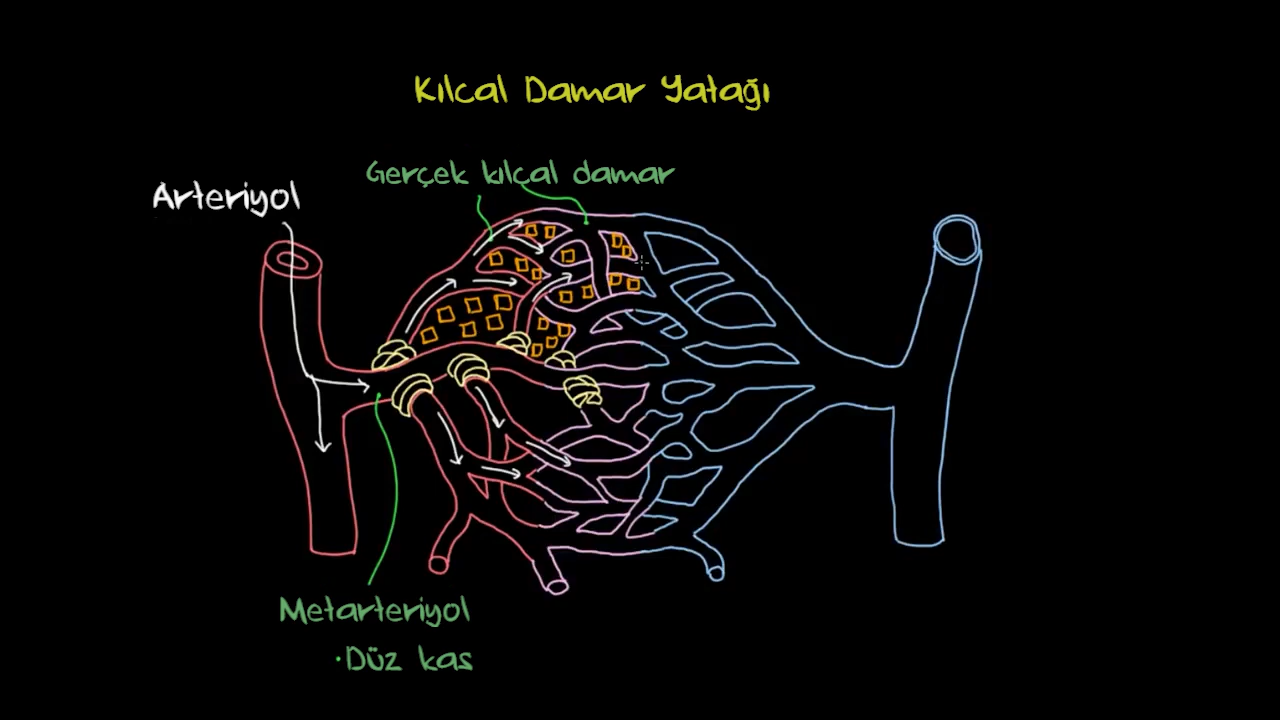 Kılcal Damar Yatağı
Gerçek kılcal damar
Arteriyol
Metarteriyol
·Düz kas